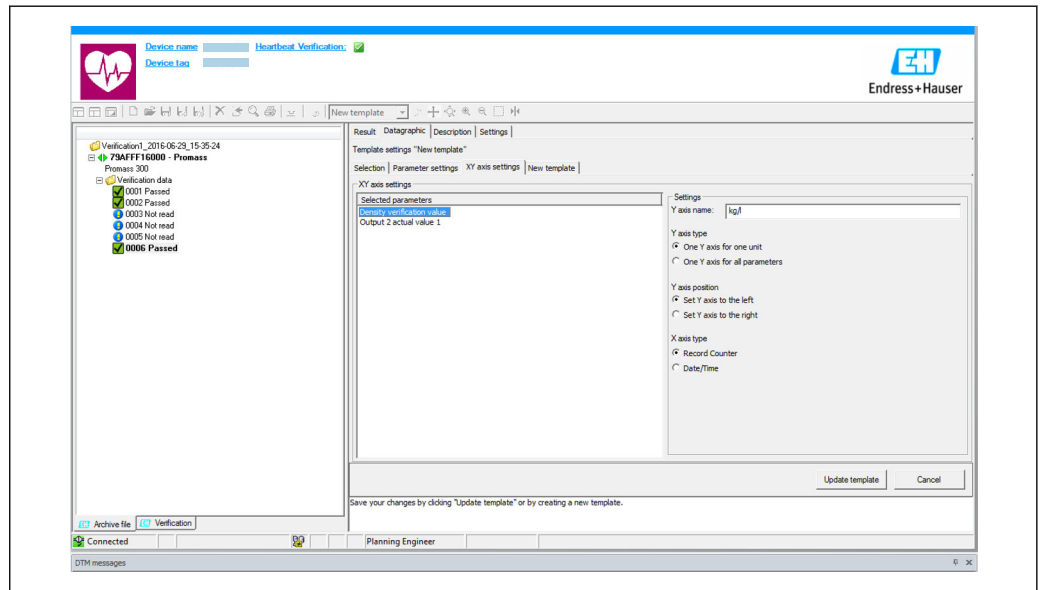 Device name Heartbeat Verification:
Device tag
Endress+Hauser
New template
Verification1_2016-06-29_15-35-24
79AFFF16000 - Promass
Promass 300
Verification data
0001 Passed
0002 Passed
0003 Not read
0004 Not read
0005 Not read
0006 Passed
Result Datagraphic Description Settings
Template settings "New template"
Selection Parameter settings XY axis settings New template
XY axis settings
Selected parameters
Density verification value
Output 2 actual value 1
Settings
Y axis name: kg/l
Y axis type
One Y axis for one unit
One Y axis for all parameters
Y axis position
Set Y axis to the left
Set Y axis to the right
X axis type
Record Counter
Date/Time
Update template Cancel
Save your changes by clicking "Update template" or by creating a new template.
Archive file Verification
Connected Planning Engineer
DTM messages